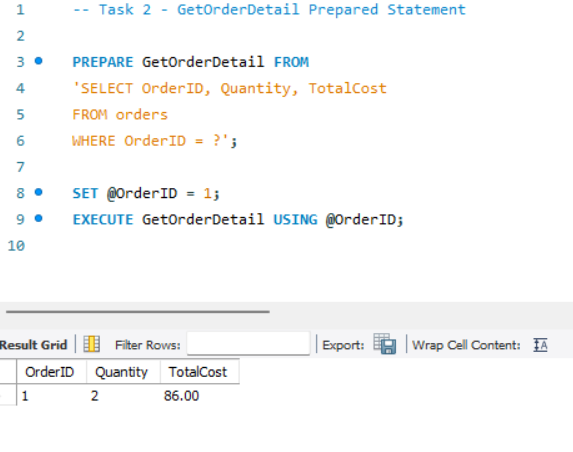 1 -- Task 2 - GetOrderDetail Prepared Statement
2
3 PREPARE GetOrderDetail FROM
4 'SELECT OrderID, Quantity, TotalCost
5 FROM orders
6 WHERE OrderID = ?';
7
8 SET @OrderID = 1;
9 EXECUTE GetOrderDetail USING @OrderID;
10
Result Grid Filter Rows: Export: Wrap Cell Content: IA
OrderID Quantity TotalCost
1 2 86.00